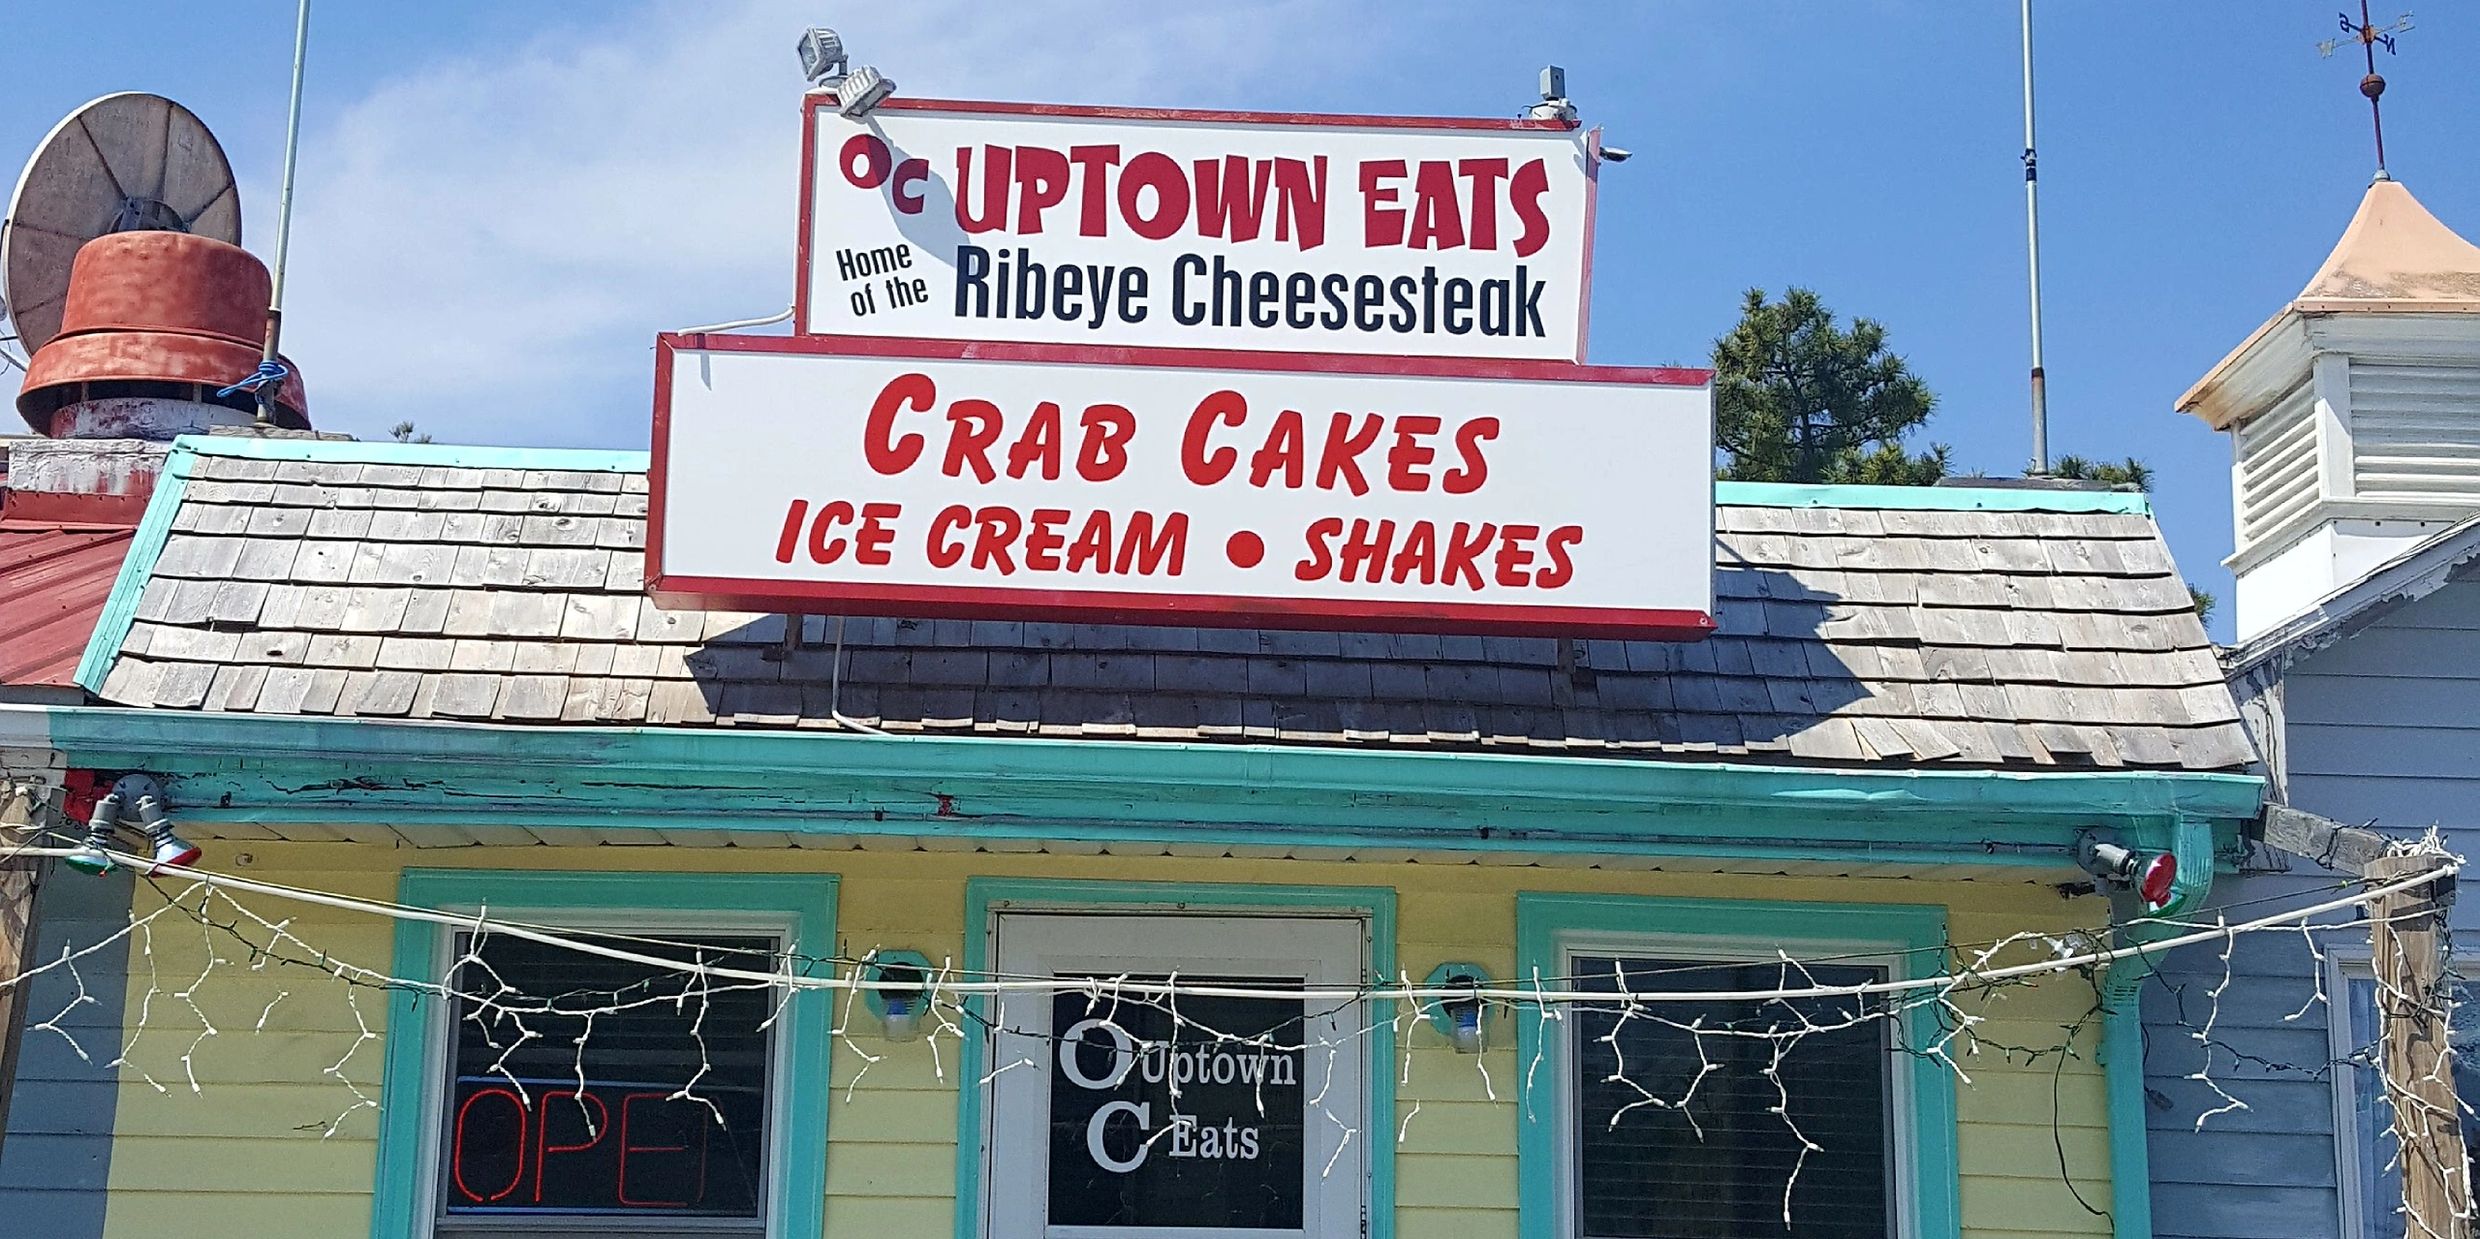 OC UPTOWN EATS
Home of the Ribeye Cheesesteak
CRAB CAKES
ICE CREAM • SHAKES
OPE
O Uptown
C Eats
S
N